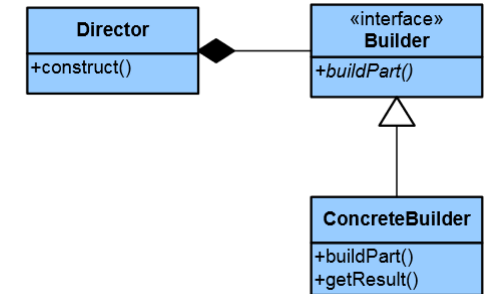 Director
+construct()
«interface»
Builder
+buildPart()
ConcreteBuilder
+buildPart()
+getResult()